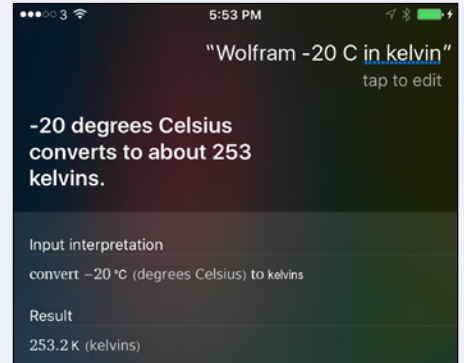 3 5:53 PM
“Wolfram -20 C in kelvin”
tap to edit
-20 degrees Celsius
converts to about 253
kelvins.
Input interpretation
convert −20 °C (degrees Celsius) to kelvins
Result
253.2 K (kelvins)